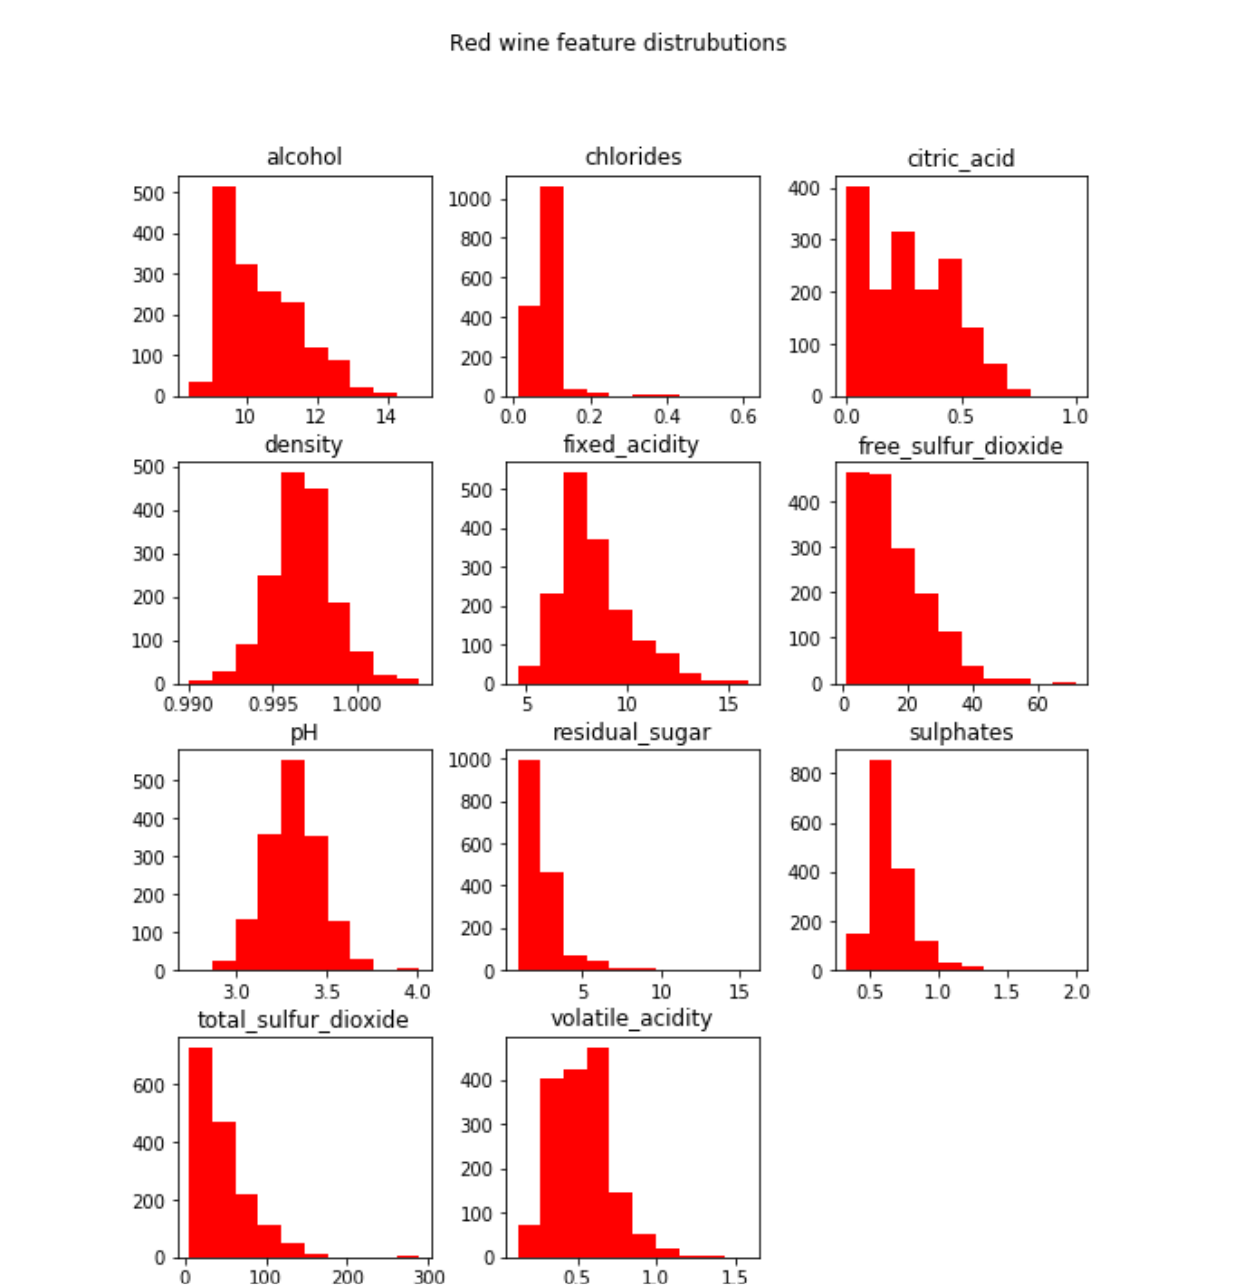 Red wine feature distrubutions
alcohol
500
400
300
200
100
0
10 12 14
chlorides
1000
800
600
400
200
0
0.0 0.2 0.4 0.6
citric_acid
400
300
200
100
0
0.0 0.5 1.0
density
500
400
300
200
100
0
0.990 0.995 1.000
fixed_acidity
500
400
300
200
100
0
5 10 15
free_sulfur_dioxide
400
300
200
100
0
0 20 40 60
pH
500
400
300
200
100
0
3.0 3.5 4.0
residual_sugar
1000
800
600
400
200
0
5 10 15
sulphates
800
600
400
200
0
0.5 1.0 1.5 2.0
total_sulfur_dioxide
600
400
200
0
0 100 200 300
volatile_acidity
400
300
200
100
0
0.5 1.0 1.5